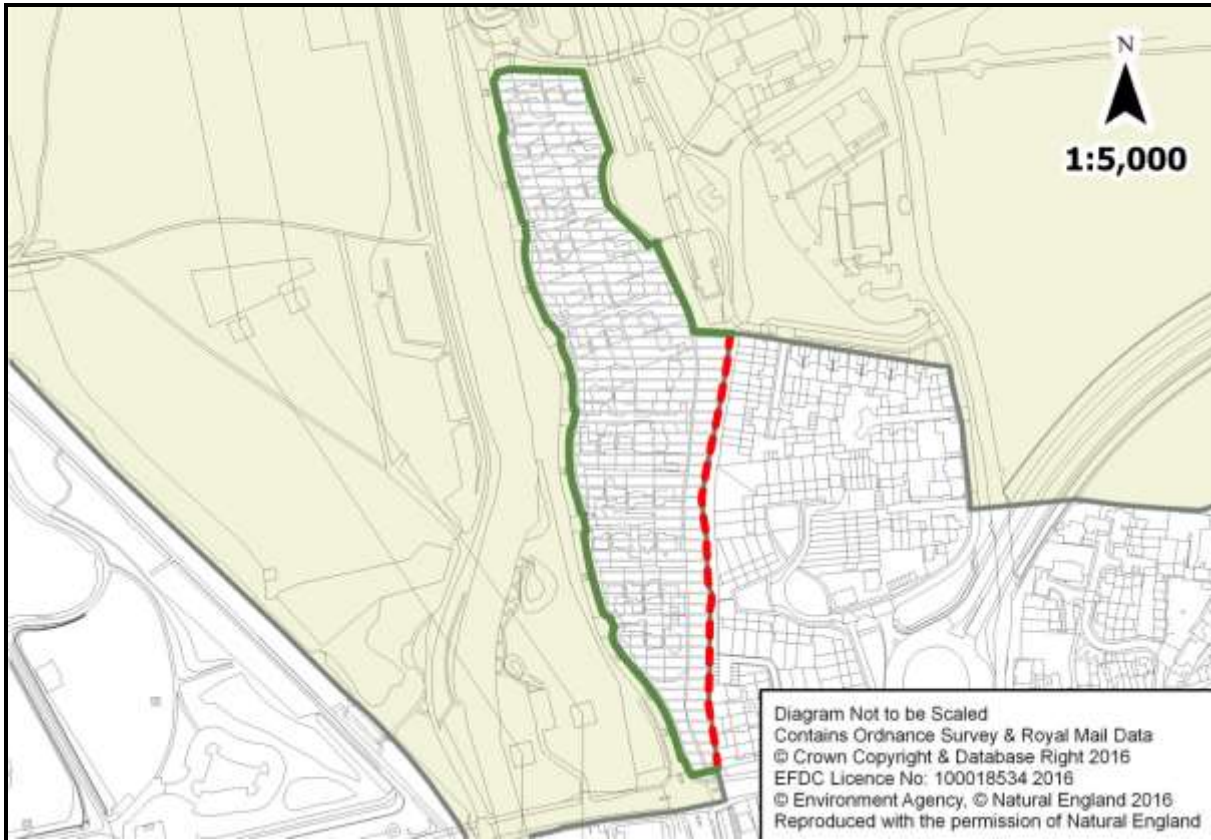 N
1:5,000
Diagram Not to be Scaled
Contains Ordnance Survey & Royal Mail Data
© Crown Copyright & Database Right 2016
EFDC Licence No: 100018534 2016
© Environment Agency, © Natural England 2016
Reproduced with the permission of Natural England